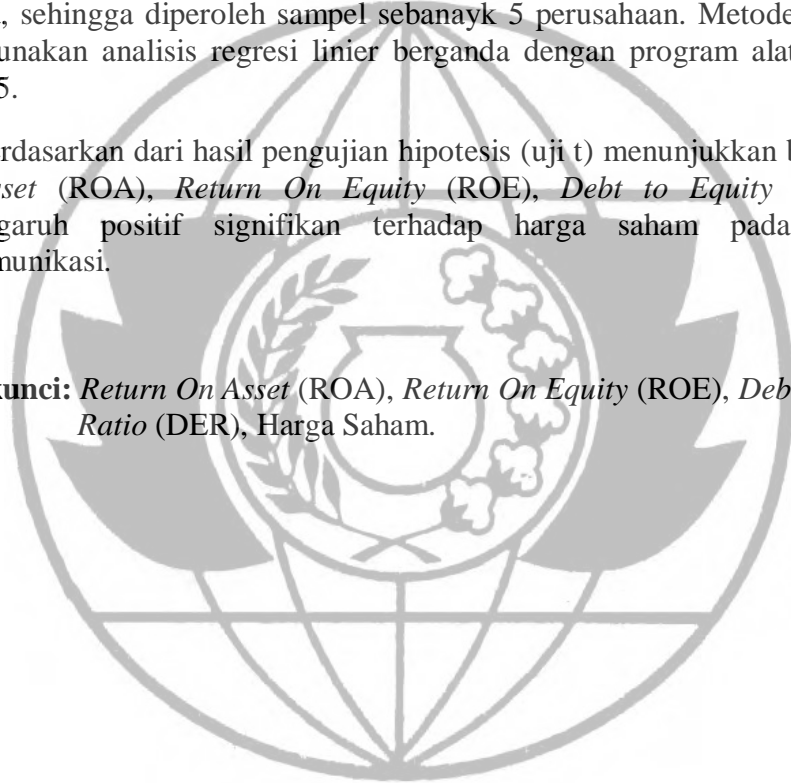 , sehingga diperoleh sampel sebanayk 5 perusahaan. Metode
unakan analisis regresi linier berganda dengan program alat
5.
rdasarkan dari hasil pengujian hipotesis (uji t) menunjukkan b
set (ROA), Return On Equity (ROE), Debt to Equity
garuh positif signifikan terhadap harga saham pada
munikasi.
kunci: Return On Asset (ROA), Return On Equity (ROE), Deb
Ratio (DER), Harga Saham.